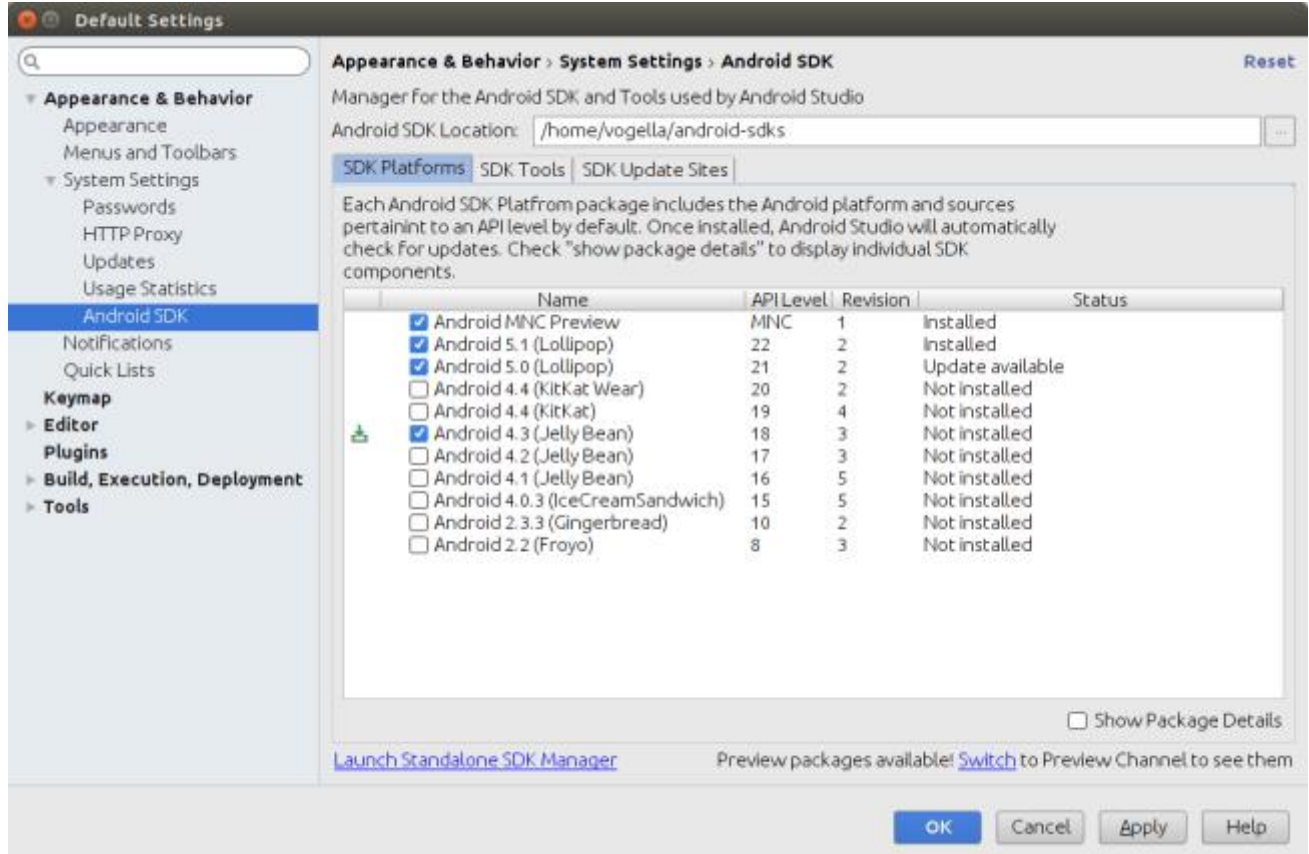 Default Settings
Appearance & Behavior › System Settings › Android SDK
Reset
Appearance & Behavior
Appearance
Menus and Toolbars
System Settings
Passwords
HTTP Proxy
Updates
Usage Statistics
Android SDK
Notifications
Quick Lists
Keymap
Editor
Plugins
Build, Execution, Deployment
Tools
Manager for the Android SDK and Tools used by Android Studio
Android SDK Location: /home/vogella/android-sdks ...
SDK Platforms SDK Tools SDK Update Sites
Each Android SDK Platfrom package includes the Android platform and sources
pertainint to an API level by default. Once installed, Android Studio will automatically
check for updates. Check "show package details" to display individual SDK
components.
Name API Level Revision Status
Android MNC Preview MNC 1 Installed
Android 5.1 (Lollipop) 22 2 Installed
Android 5.0 (Lollipop) 21 2 Update available
Android 4.4 (KitKat Wear) 20 2 Not installed
Android 4.4 (KitKat) 19 4 Not installed
Android 4.3 (Jelly Bean) 18 3 Not installed
Android 4.2 (Jelly Bean) 17 3 Not installed
Android 4.1 (Jelly Bean) 16 5 Not installed
Android 4.0.3 (IceCreamSandwich) 15 5 Not installed
Android 2.3.3 (Gingerbread) 10 2 Not installed
Android 2.2 (Froyo) 8 3 Not installed
Show Package Details
Launch Standalone SDK Manager
Preview packages available! Switch to Preview Channel to see them
OK Cancel Apply Help